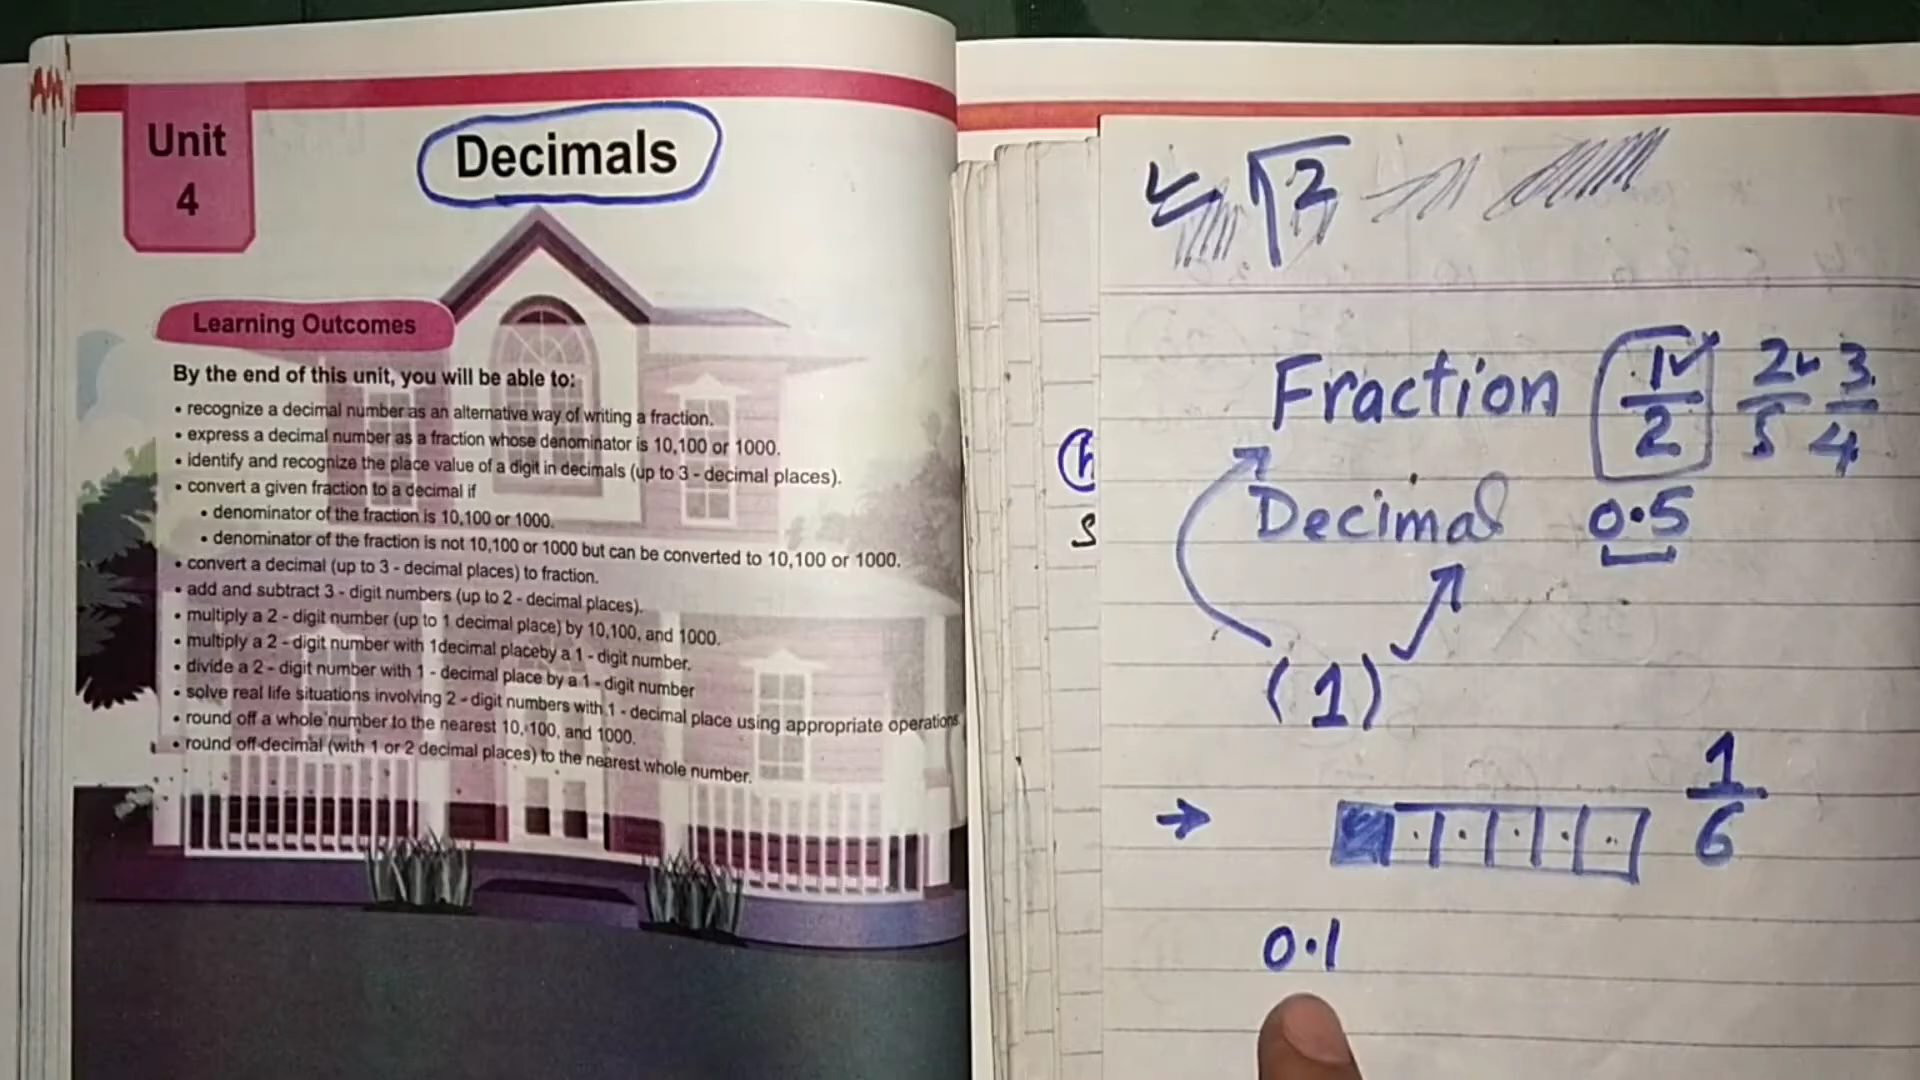 Unit
4
Decimals
Learning Outcomes
By the end of this unit, you will be able to:
• recognize a decimal number as an alternative way of writing a fraction.
• express a decimal number as a fraction whose denominator is 10,100 or 1000.
• identify and recognize the place value of a digit in decimals (up to 3 - decimal places).
• convert a given fraction to a decimal if
• denominator of the fraction is 10,100 or 1000.
• denominator of the fraction is not 10,100 or 1000 but can be converted to 10,100 or 1000.
• convert a decimal (up to 3 - decimal places) to fraction.
• add and subtract 3 - digit numbers (up to 2 - decimal places).
• multiply a 2 - digit number (up to 1 decimal place) by 10,100, and 1000.
• multiply a 2 - digit number with 1decimal placeby a 1 - digit number.
• divide a 2 - digit number with 1 - decimal place by a 1 - digit number
• solve real life situations involving 2 - digit numbers with 1 - decimal place using appropriate operations
• round off a whole number to the nearest 10, 100, and 1000.
• round off decimal (with 1 or 2 decimal places) to the nearest whole number.
√2
Fraction 1/2 2/5 3/4
Decimal 0.5
(1)
→ 1/6
0.1